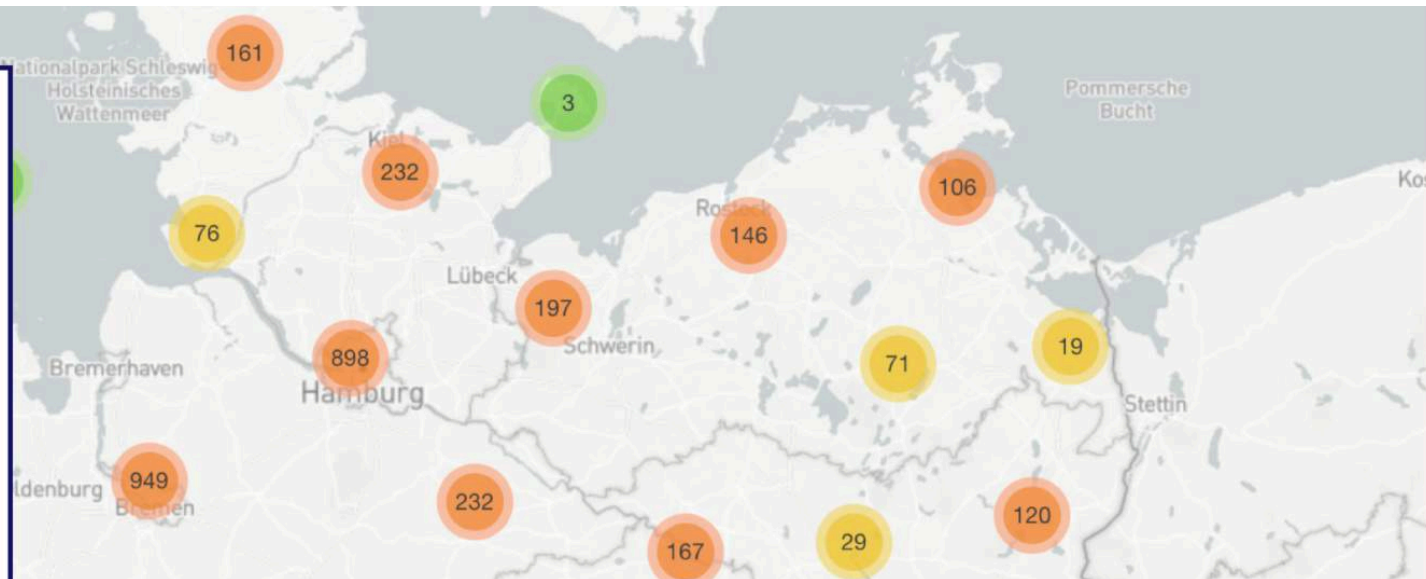 161
Nationalpark Schleswig-
Holsteinisches
Wattenmeer
3
Pommersche
Bucht
Kiel
232
106
Rostock
146
76
Lübeck
197
Schwerin
898
Hamburg
Bremerhaven
71
19
Stettin
949
ldenburg
Bremen
232
167
29
120